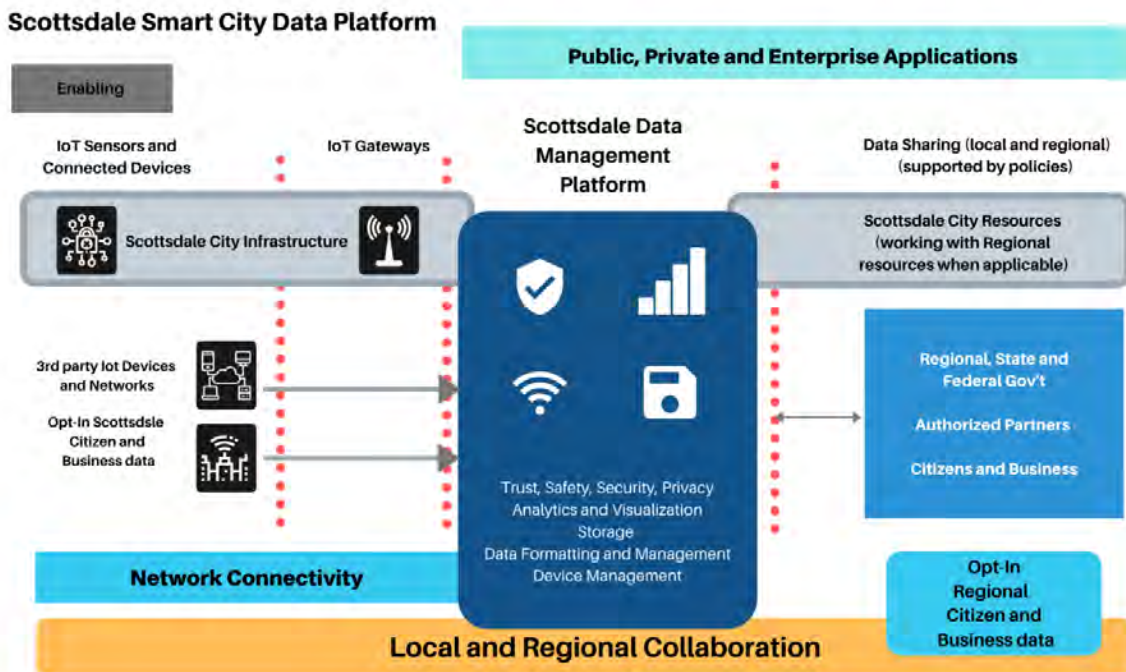 Scottsdale Smart City Data Platform
Public, Private and Enterprise Applications
Enabling
IoT Sensors and
Connected Devices
IoT Gateways
Scottsdale Data
Management
Platform
Data Sharing (local and regional)
(supported by policies)
Scottsdale City Infrastructure
Scottsdale City Resources
(working with Regional
resources when applicable)
3rd party Iot Devices
and Networks
Opt-In Scottsdsle
Citizen and
Business data
Regional, State and
Federal Gov't
Authorized Partners
Citizens and Business
Trust, Safety, Security, Privacy
Analytics and Visualization
Storage
Data Formatting and Management
Device Management
Network Connectivity
Opt-In
Regional
Citizen and
Business data
Local and Regional Collaboration